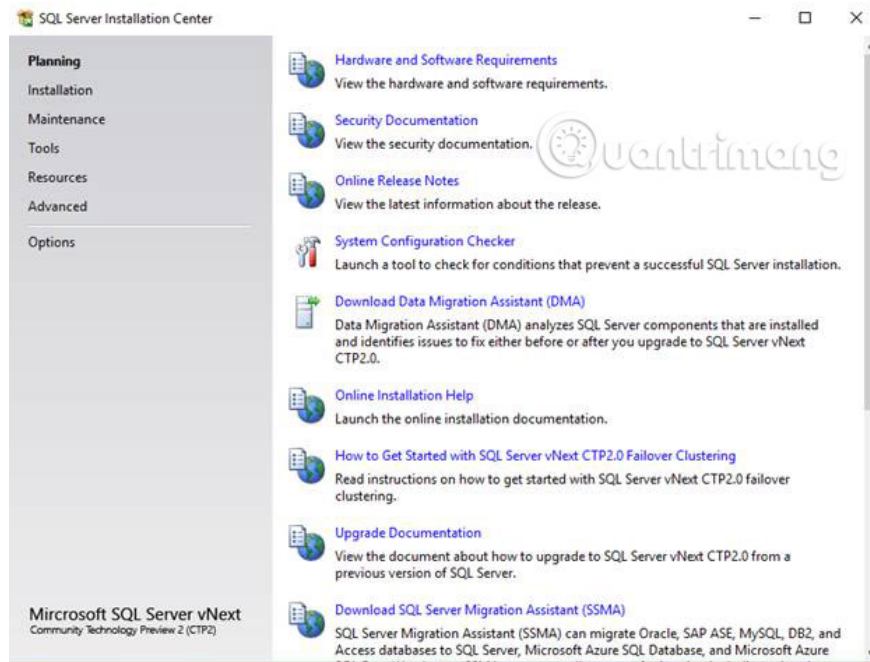 SQL Server Installation Center
Planning
Installation
Maintenance
Tools
Resources
Advanced
Options
Mircrosoft SQL Server vNext
Community Technology Preview 2 (CTP2)
Hardware and Software Requirements
View the hardware and software requirements.
Security Documentation
View the security documentation.
Quantrimang
Online Release Notes
View the latest information about the release.
System Configuration Checker
Launch a tool to check for conditions that prevent a successful SQL Server installation.
Download Data Migration Assistant (DMA)
Data Migration Assistant (DMA) analyzes SQL Server components that are installed
and identifies issues to fix either before or after you upgrade to SQL Server vNext
CTP2.0.
Online Installation Help
Launch the online installation documentation.
How to Get Started with SQL Server vNext CTP2.0 Failover Clustering
Read instructions on how to get started with SQL Server vNext CTP2.0 failover
clustering.
Upgrade Documentation
View the document about how to upgrade to SQL Server vNext CTP2.0 from a
previous version of SQL Server.
Download SQL Server Migration Assistant (SSMA)
SQL Server Migration Assistant (SSMA) can migrate Oracle, SAP ASE, MySQL, DB2, and
Access databases to SQL Server, Microsoft Azure SQL Database, and Microsoft Azure